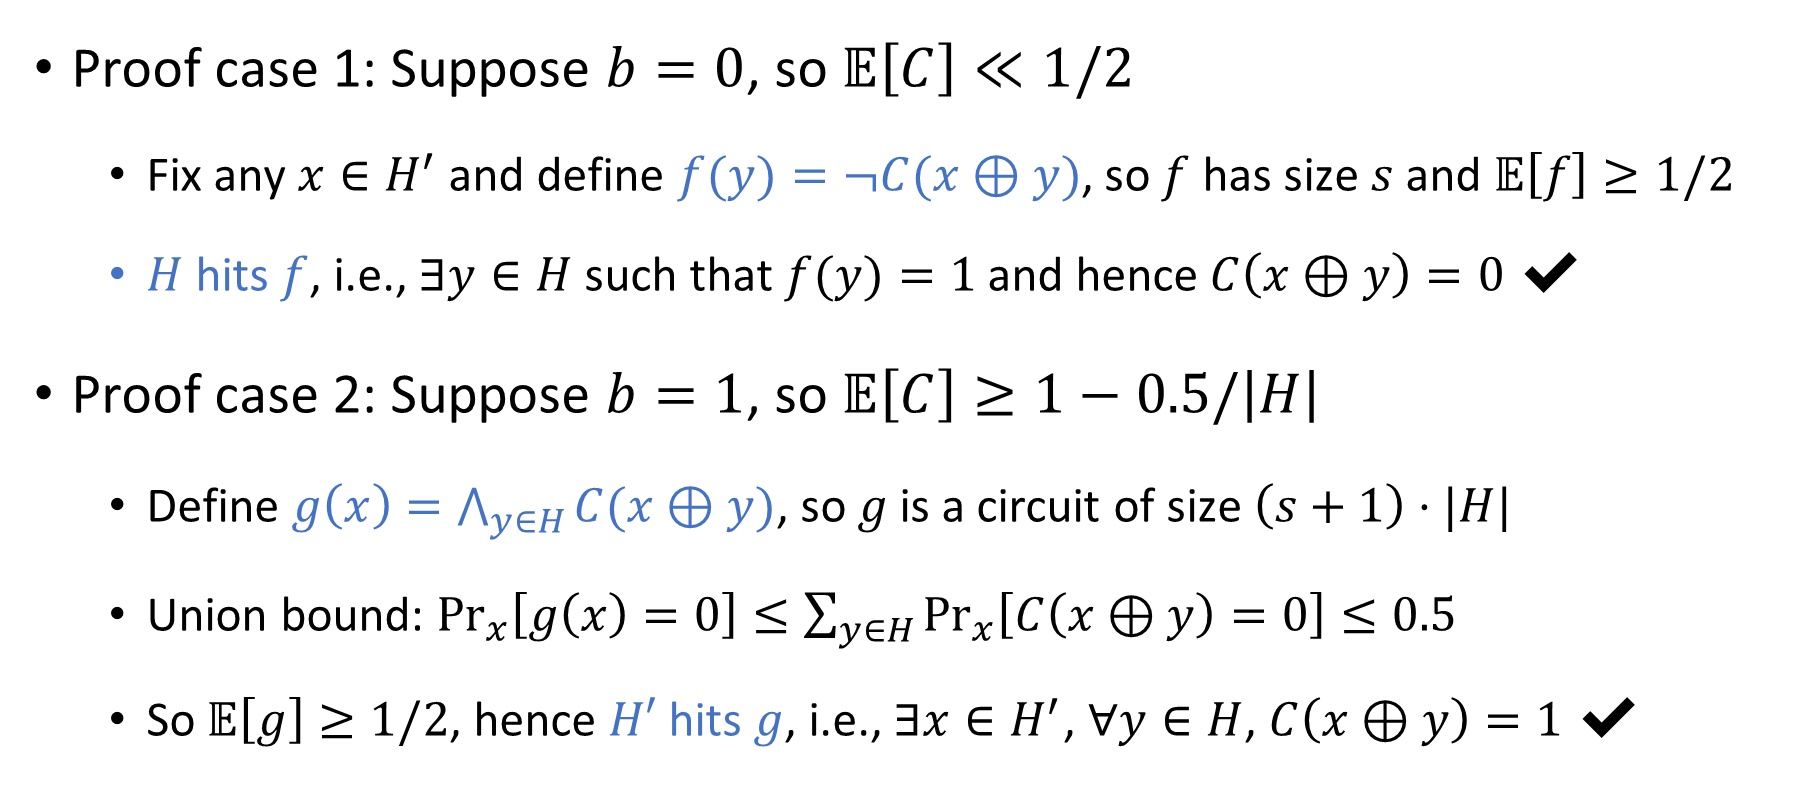 • Proof case 1: Suppose 𝑏 = 0, so 𝔼[𝐶] ≪ 1/2
• Fix any 𝑥 ∈ 𝐻′ and define 𝑓(𝑦) = ¬𝐶(𝑥 ⊕ 𝑦), so 𝑓 has size 𝑠 and 𝔼[𝑓] ≥ 1/2
• 𝐻 hits 𝑓, i.e., ∃𝑦 ∈ 𝐻 such that 𝑓(𝑦) = 1 and hence 𝐶(𝑥 ⊕ 𝑦) = 0 ✔
• Proof case 2: Suppose 𝑏 = 1, so 𝔼[𝐶] ≥ 1 − 0.5/|𝐻|
• Define 𝑔(𝑥) = ⋀_{𝑦∈𝐻} 𝐶(𝑥 ⊕ 𝑦), so 𝑔 is a circuit of size (𝑠 + 1) ⋅ |𝐻|
• Union bound: Pr_𝑥[𝑔(𝑥) = 0] ≤ ∑_{𝑦∈𝐻} Pr_𝑥[𝐶(𝑥 ⊕ 𝑦) = 0] ≤ 0.5
• So 𝔼[𝑔] ≥ 1/2, hence 𝐻′ hits 𝑔, i.e., ∃𝑥 ∈ 𝐻′, ∀𝑦 ∈ 𝐻, 𝐶(𝑥 ⊕ 𝑦) = 1 ✔